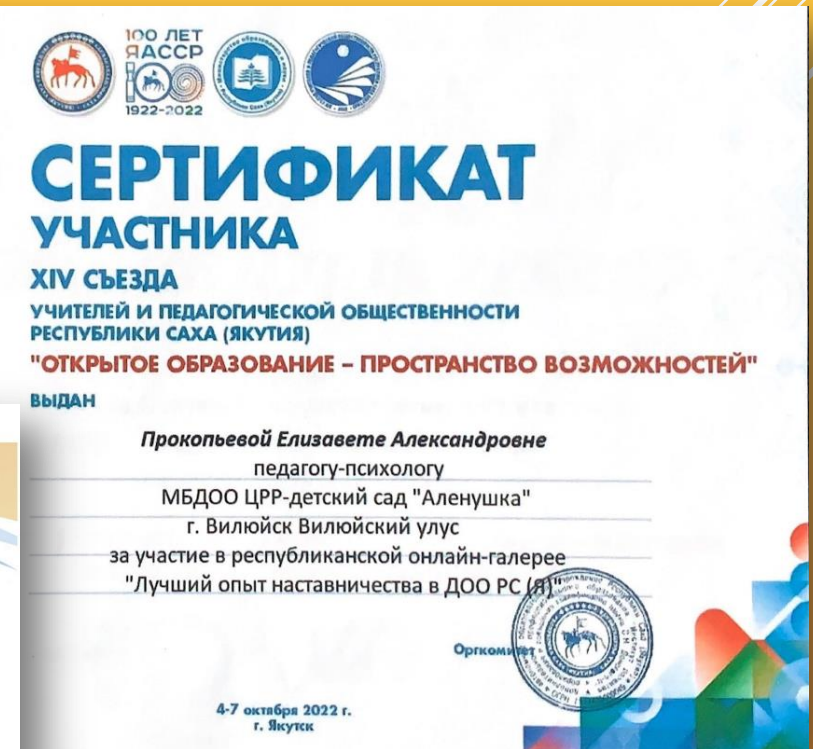 100 ЛЕТ
ЯАССР
100
1922-2022
СЕРТИФИКАТ
УЧАСТНИКА
XIV СЪЕЗДА
УЧИТЕЛЕЙ И ПЕДАГОГИЧЕСКОЙ ОБЩЕСТВЕННОСТИ
РЕСПУБЛИКИ САХА (ЯКУТИЯ)
"ОТКРЫТОЕ ОБРАЗОВАНИЕ – ПРОСТРАНСТВО ВОЗМОЖНОСТЕЙ"
ВЫДАН
Прокопьевой Елизавете Александровне
педагогу-психологу
МБДОО ЦРР-детский сад "Аленушка"
г. Вилюйск Вилюйский улус
за участие в республиканской онлайн-галерее
"Лучший опыт наставничества в ДОО РС (Я)"
Оргкомитет
4-7 октября 2022 г.
г. Якутск